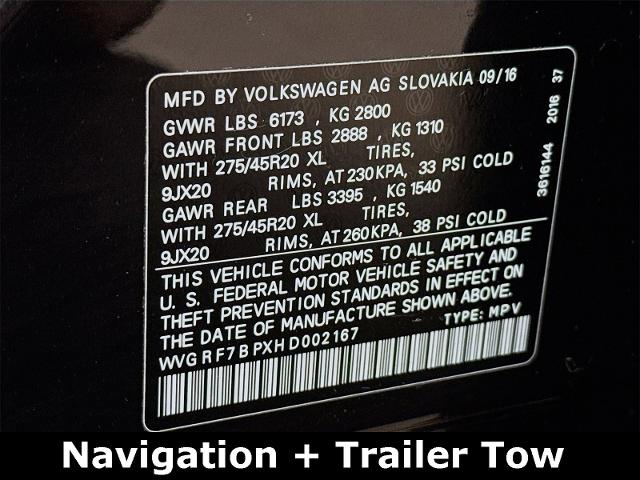 MFD BY VOLKSWAGEN AG SLOVAKIA 09/16
GVWR LBS 6173 , KG 2800
GAWR FRONT LBS 2888 , KG 1310
WITH 275/45R20 XL TIRES,
9JX20 RIMS, AT 230KPA, 33 PSI COLD
GAWR REAR LBS 3395 , KG 1540
WITH 275/45R20 XL TIRES,
9JX20 RIMS, AT 260KPA, 38 PSI COLD
THIS VEHICLE CONFORMS TO ALL APPLICABLE
U. S. FEDERAL MOTOR VEHICLE SAFETY AND
THEFT PREVENTION STANDARDS IN EFFECT ON
THE DATE OF MANUFACTURE SHOWN ABOVE.
WVGRF7BPXHD002167 TYPE: MPV
3616144 2016 37
Navigation + Trailer Tow